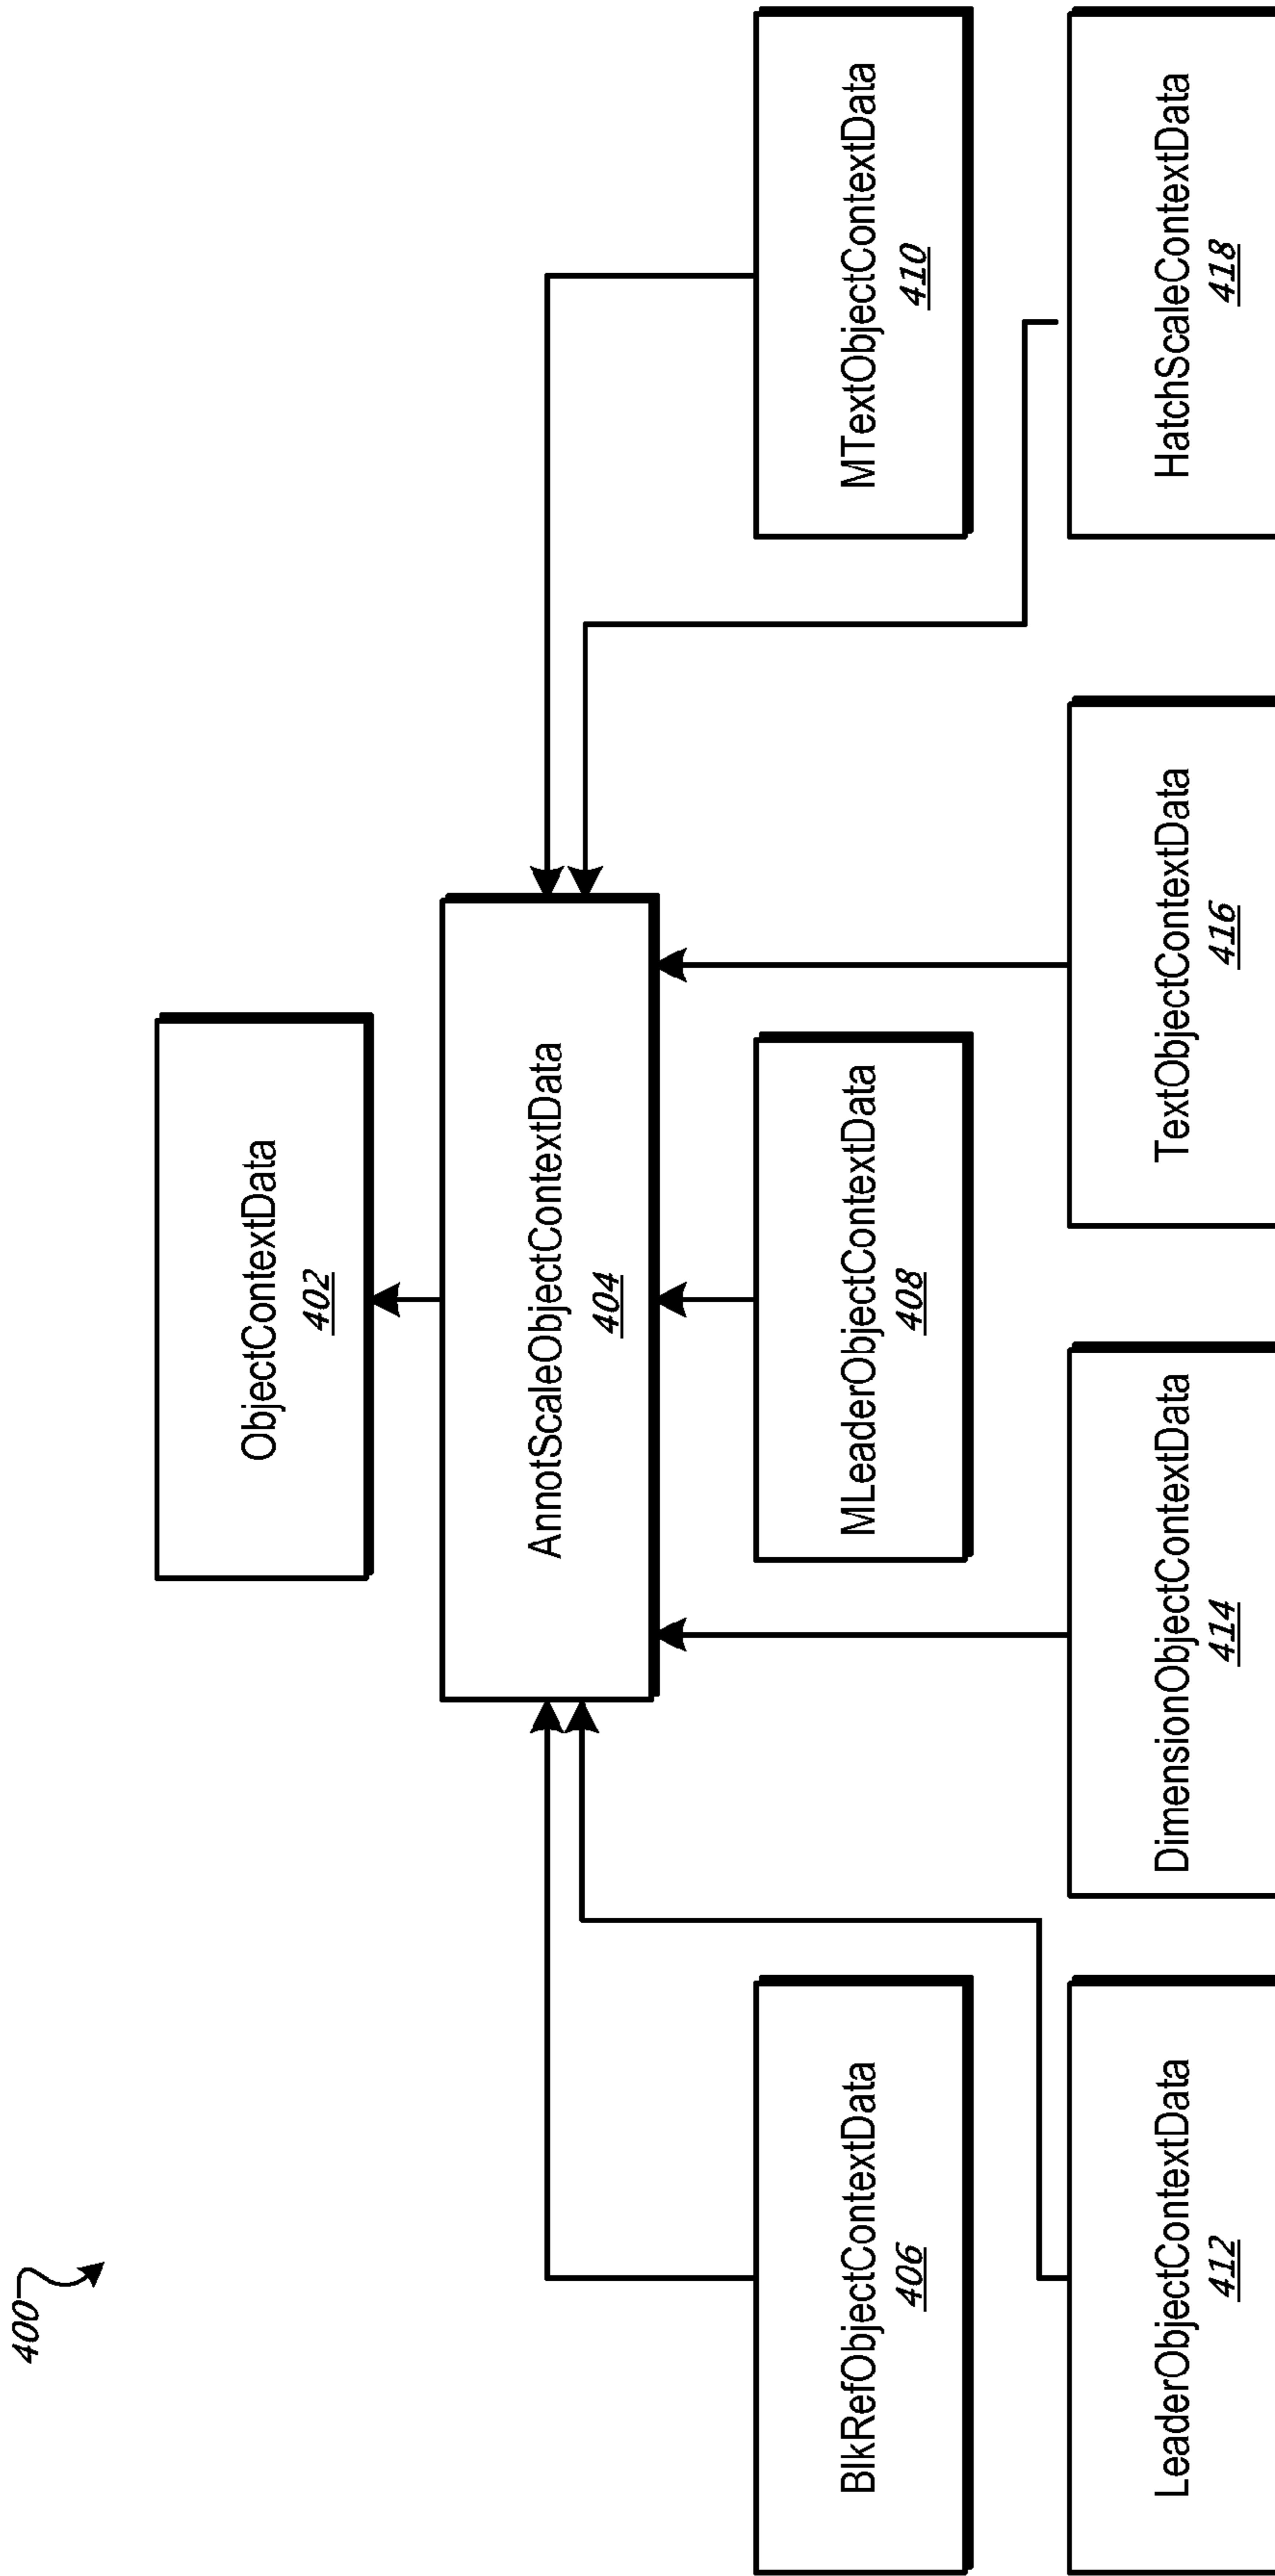 400
ObjectContextData
402
AnnotScaleObjectContextData
404
BlkRefObjectContextData
406
MLeaderObjectContextData
408
MTextObjectContextData
410
LeaderObjectContextData
412
DimensionObjectContextData
414
TextObjectContextData
416
HatchScaleContextData
418